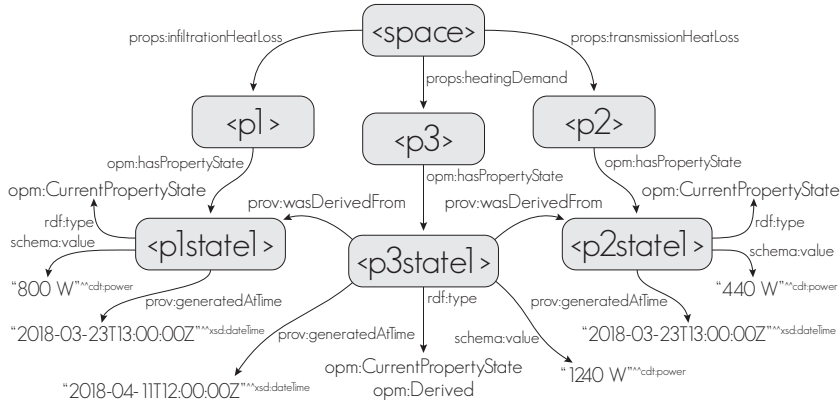 <space>
props:infiltrationHeatLoss
props:transmissionHeatLoss
props:heatingDemand
<p1>
<p3>
<p2>
opm:hasPropertyState
opm:hasPropertyState
opm:hasPropertyState
opm:CurrentPropertyState
opm:CurrentPropertyState
prov:wasDerivedFrom
prov:wasDerivedFrom
rdf:type
rdf:type
schema:value
<p1state1>
<p3state1>
<p2state1>
schema:value
"800 W"^^cdt:power
"440 W"^^cdt:power
prov:generatedAtTime
rdf:type
prov:generatedAtTime
"2018-03-23T13:00:00Z"^^xsd:dateTime
prov:generatedAtTime
schema:value
"2018-03-23T13:00:00Z"^^xsd:dateTime
opm:CurrentPropertyState
opm:Derived
"2018-04-11T12:00:00Z"^^xsd:dateTime
"1240 W"^^cdt:power